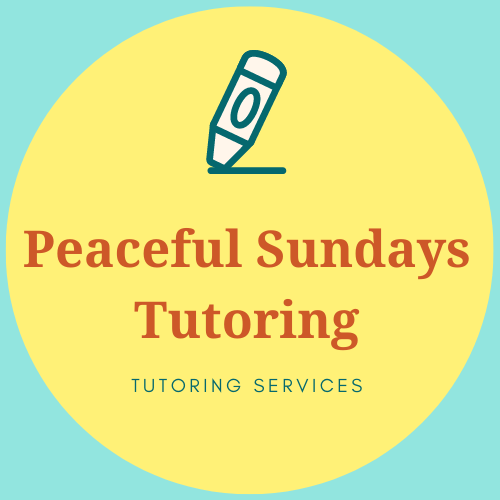 Peaceful Sundays
Tutoring
TUTORING SERVICES